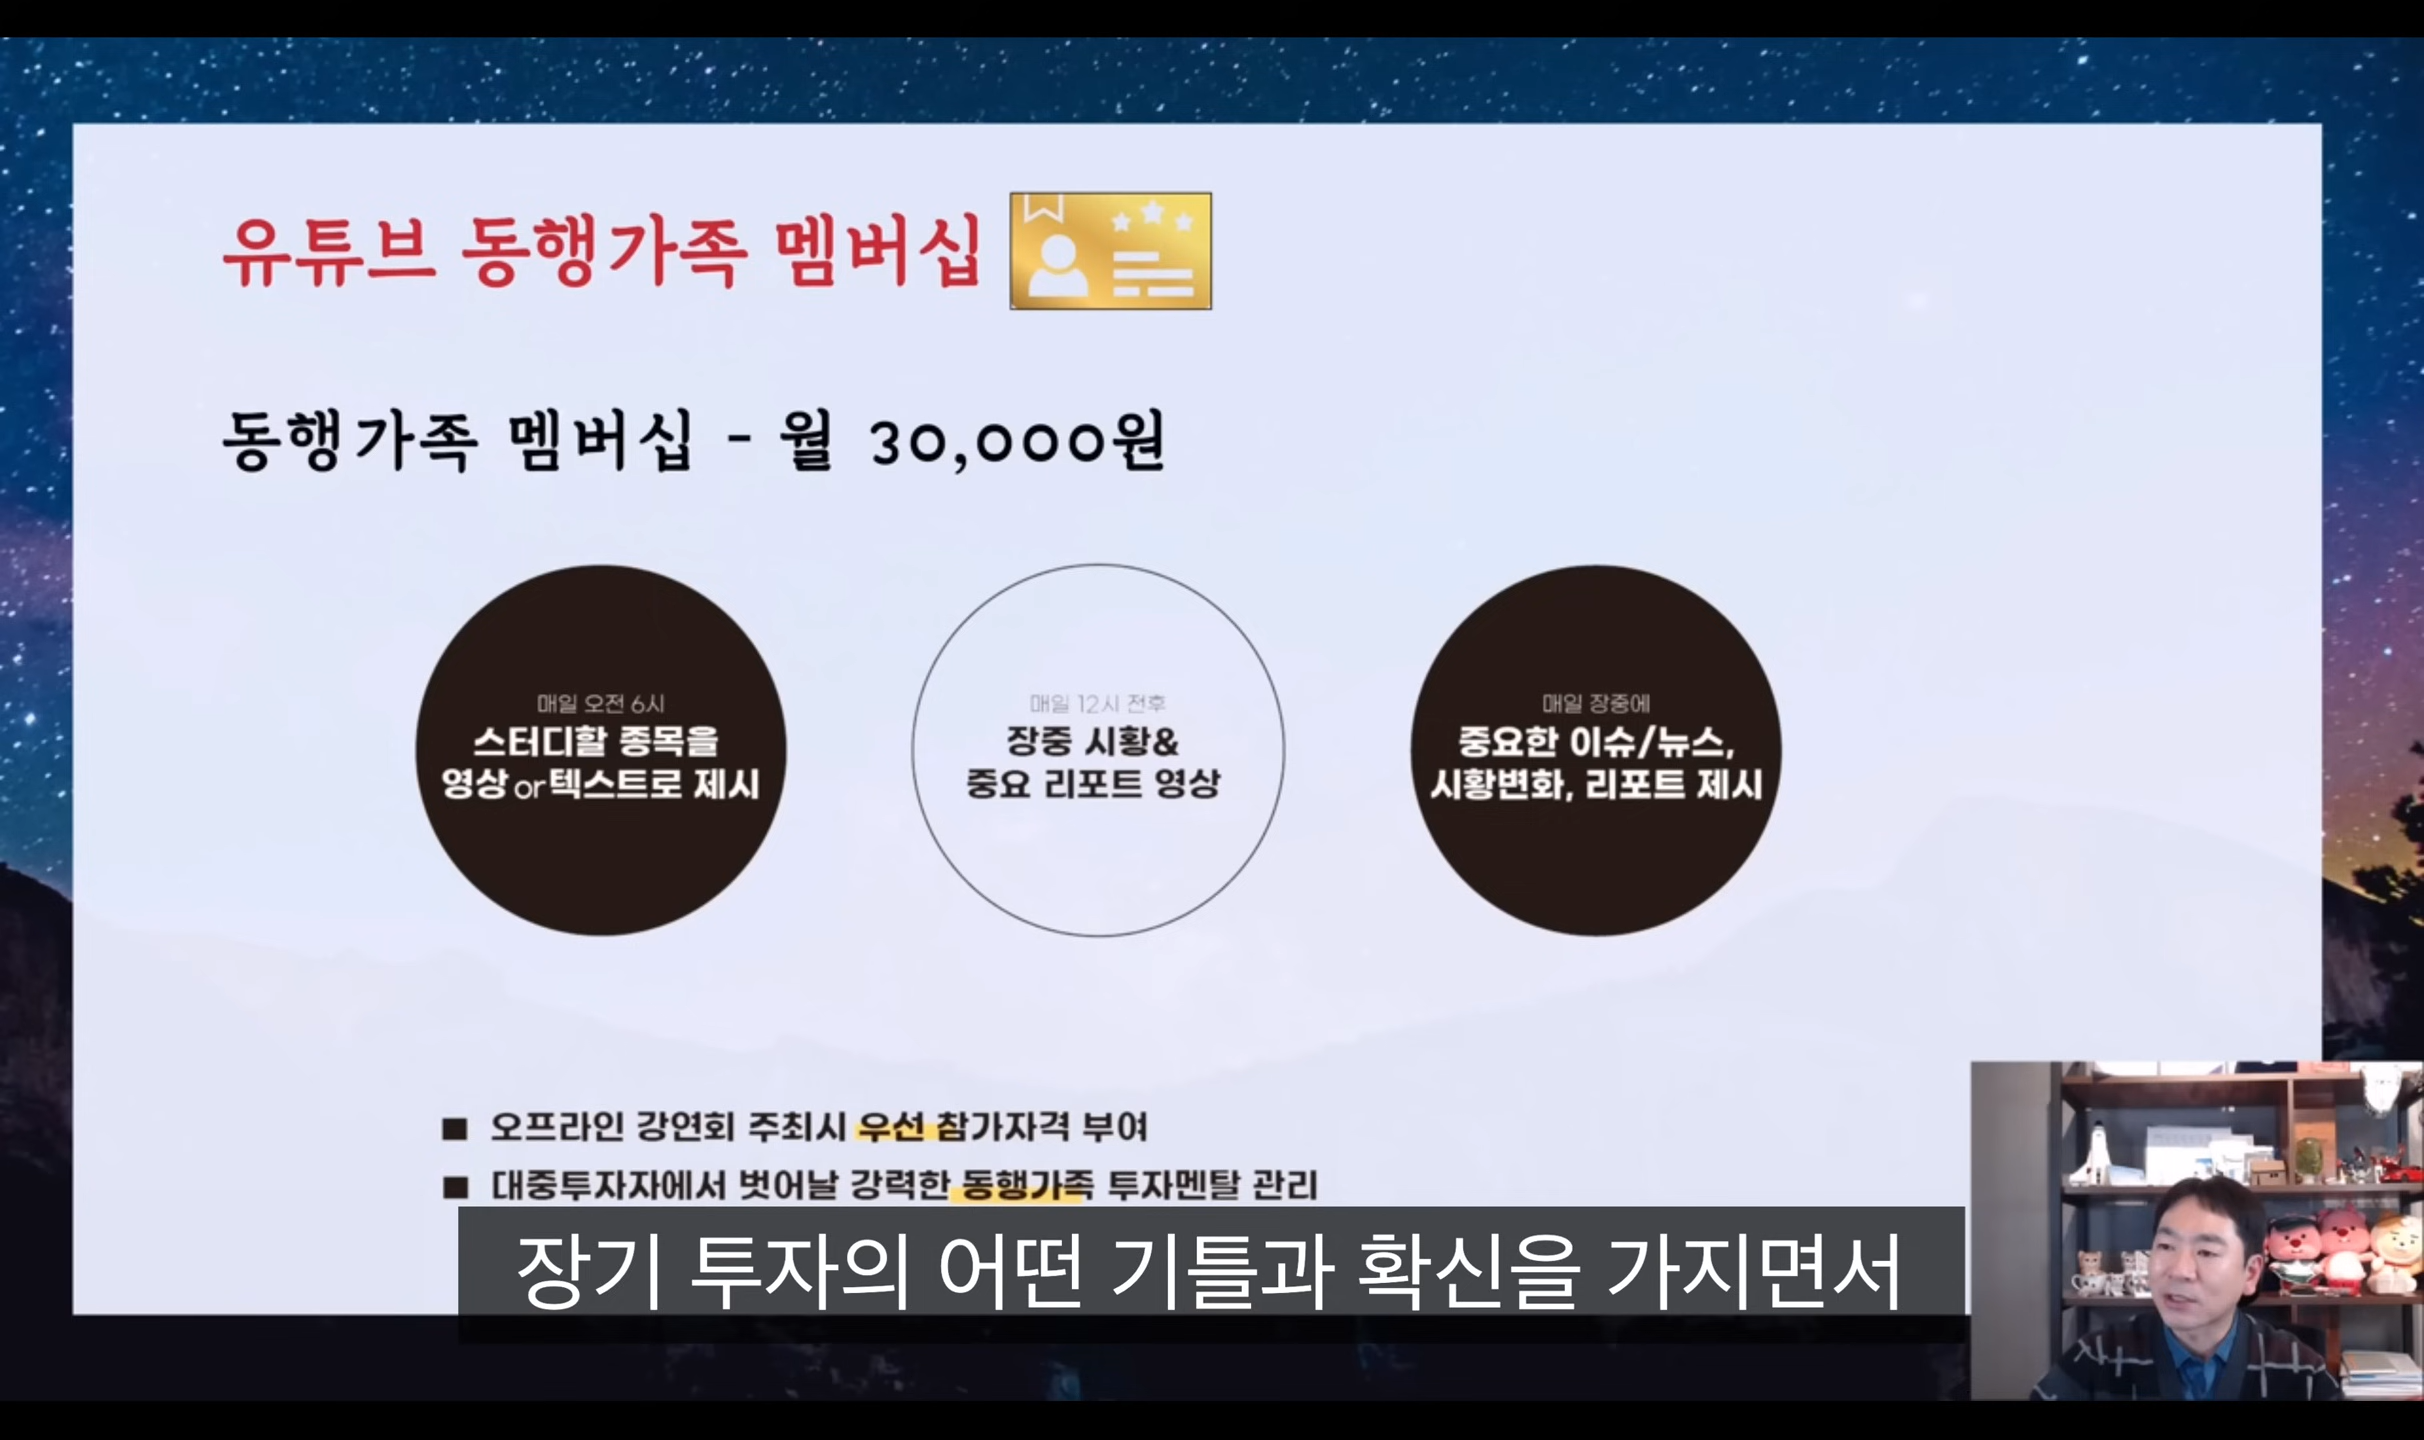 유튜브 동행가족 멤버십
동행가족 멤버십 - 월 30,000원
매일 오전 6시
스터디할 종목을
영상or텍스트로 제시
매일 12시 전후
장중 시황&
중요 리포트 영상
매일 장중에
중요한 이슈/뉴스,
시황변화, 리포트 제시
■ 오프라인 강연회 주최시 우선 참가자격 부여
■ 대중투자자에서 벗어날 강력한 동행가족 투자멘탈 관리
장기 투자의 어떤 기틀과 확신을 가지면서